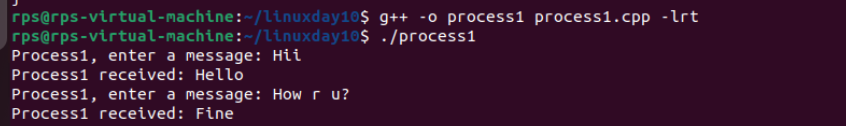 rps@rps-virtual-machine:~/linuxday10$ g++ -o process1 process1.cpp -lrt
rps@rps-virtual-machine:~/linuxday10$ ./process1
Process1, enter a message: Hii
Process1 received: Hello
Process1, enter a message: How r u?
Process1 received: Fine